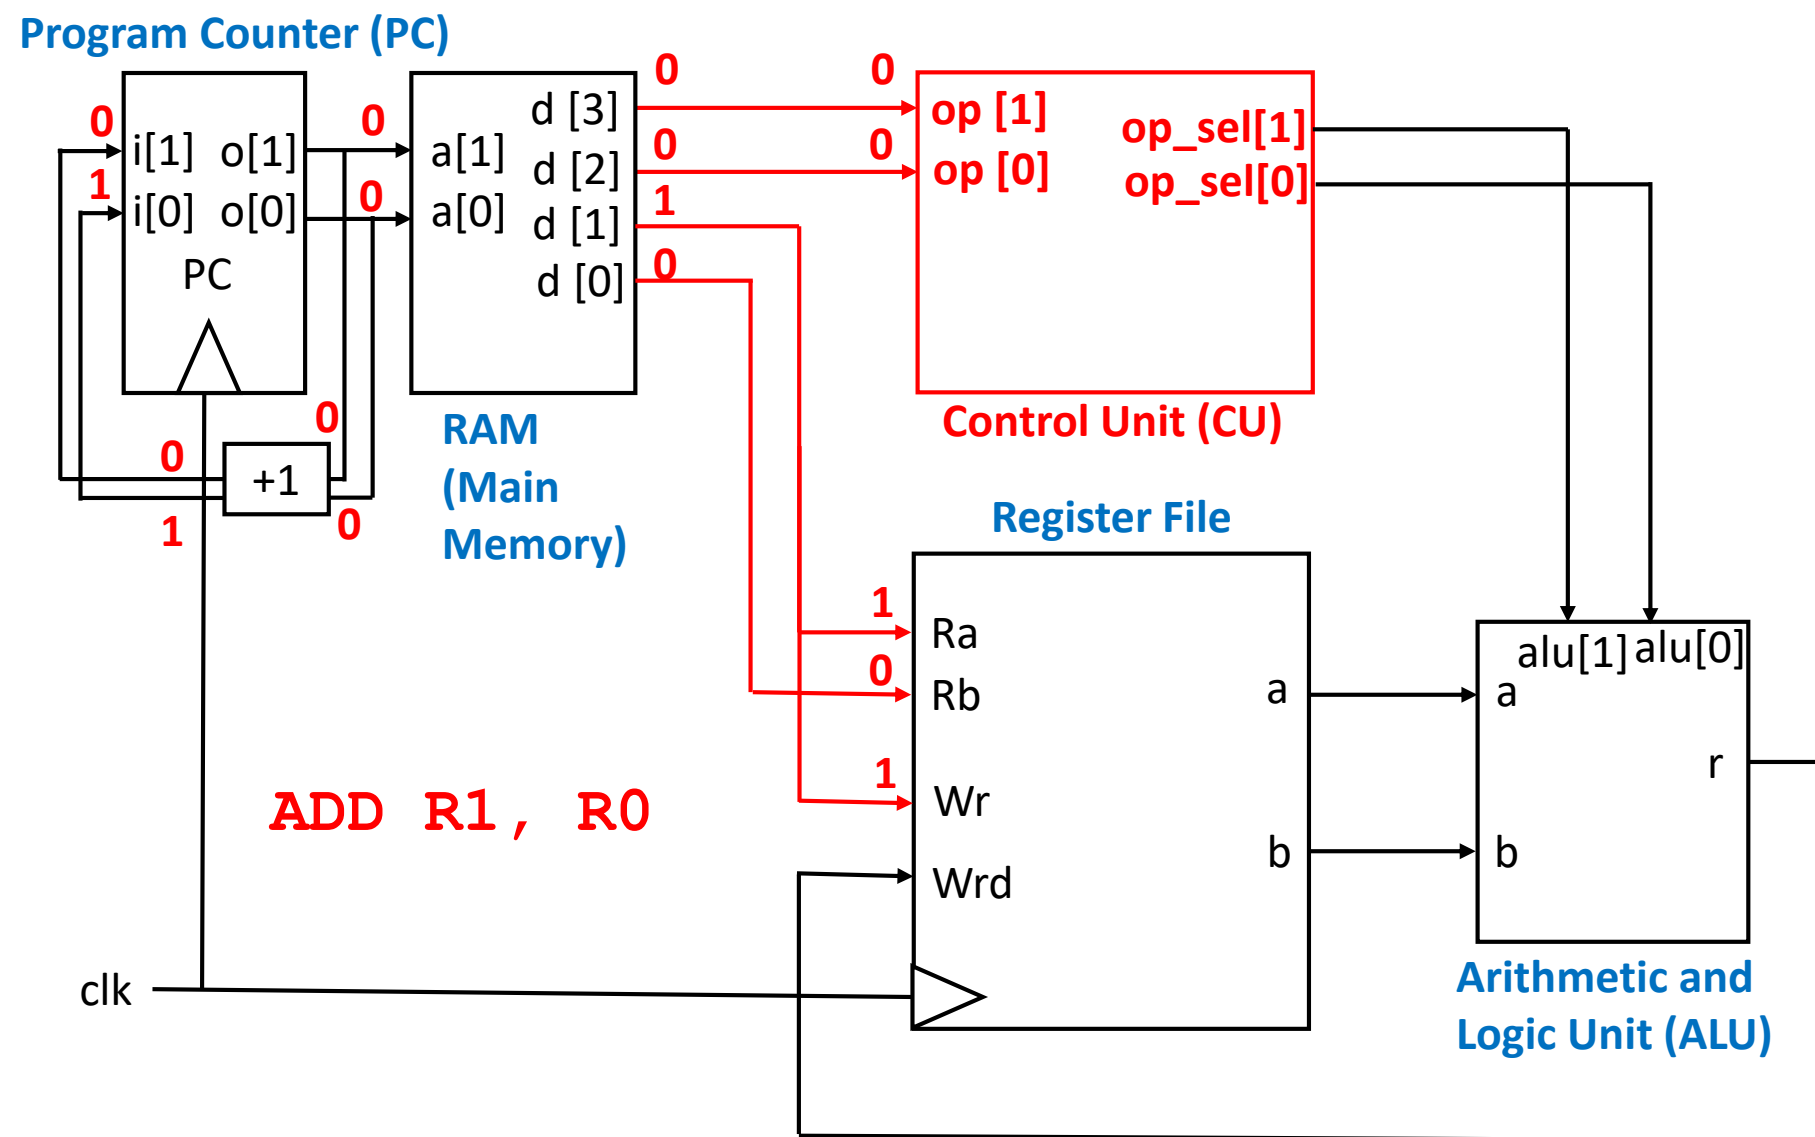 Program Counter (PC)
0 0 0 0
0 i[1] o[1] a[1] d [3] op [1] op_sel[1]
1 i[0] o[0] 0 a[0] d [2] 0 0 op [0] op_sel[0]
d [1] 1
PC d [0] 0
0 RAM Control Unit (CU)
0 +1 (Main
1 0 Memory)
Register File
1 Ra alu[1] alu[0]
0 Rb a a
ADD R1, R0 1 Wr r
Wrd b b
clk
Arithmetic and
Logic Unit (ALU)